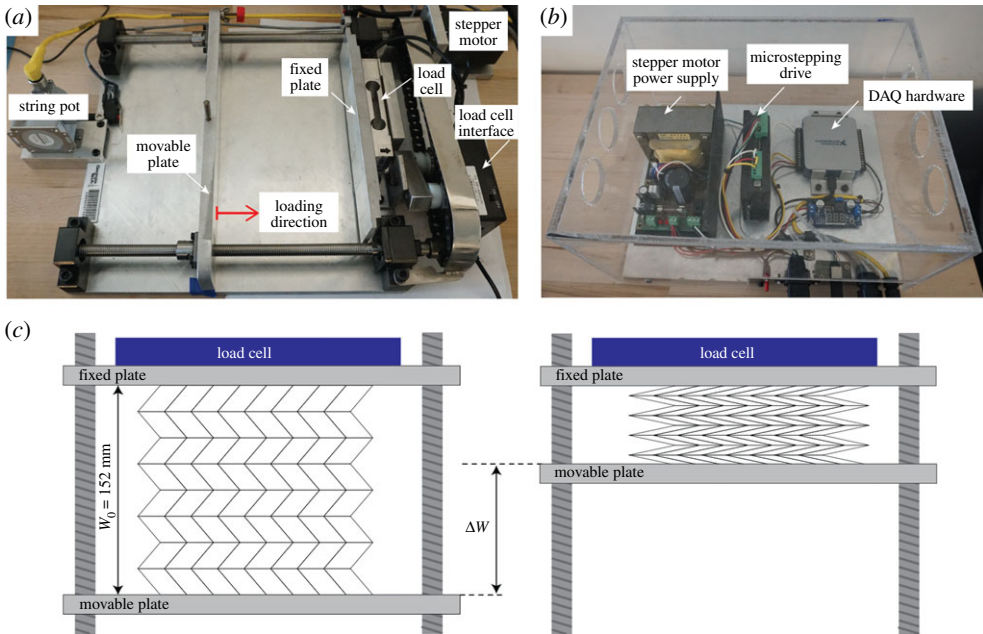 (a)
stepper
motor
fixed
plate
load
cell
string pot
load cell
interface
movable
plate
loading
direction
(b)
stepper motor
power supply
microstepping
drive
DAQ hardware
(c)
load cell
fixed plate
W0 = 152 mm
movable plate
load cell
fixed plate
movable plate
ΔW